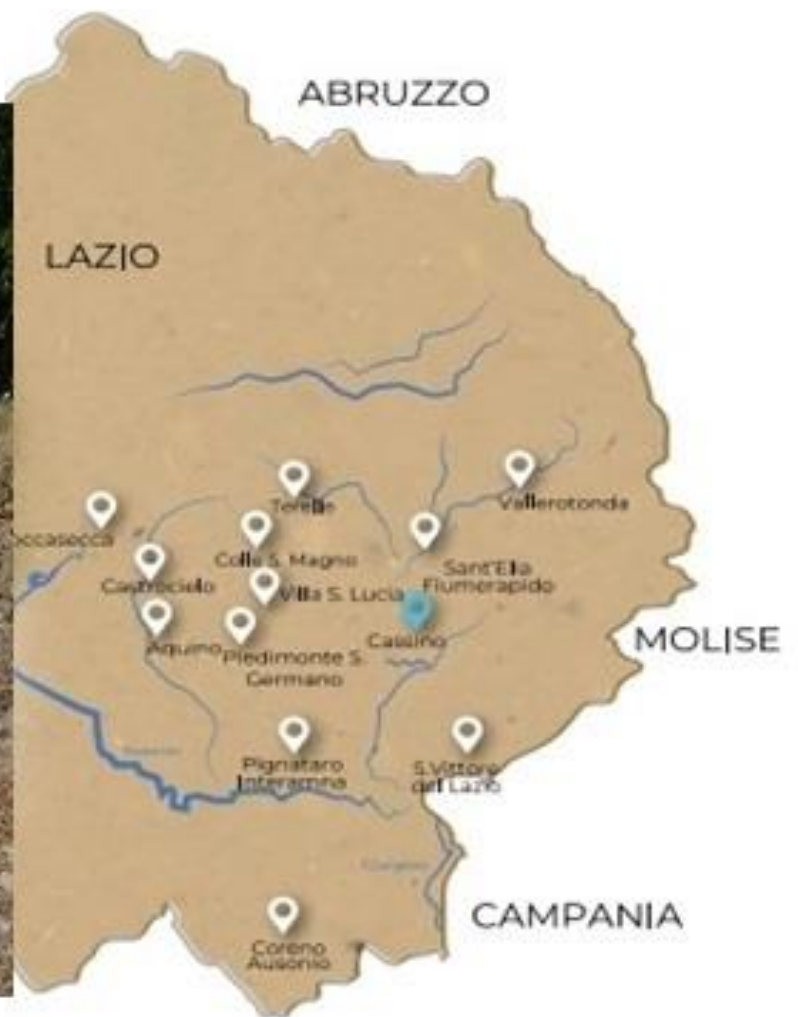 ABRUZZO
LAZIO
Terelle
Vallerotonda
occasecca
Colle S. Magno
Sant'Elia
Fiumerapido
Castrocielo
Villa S. Lucia
Aquino
Cassino
MOLISE
Piedimonte S.
Germano
Pignataro
Interamna
S.Vittore
del Lazio
CAMPANIA
Coreno
Ausonio